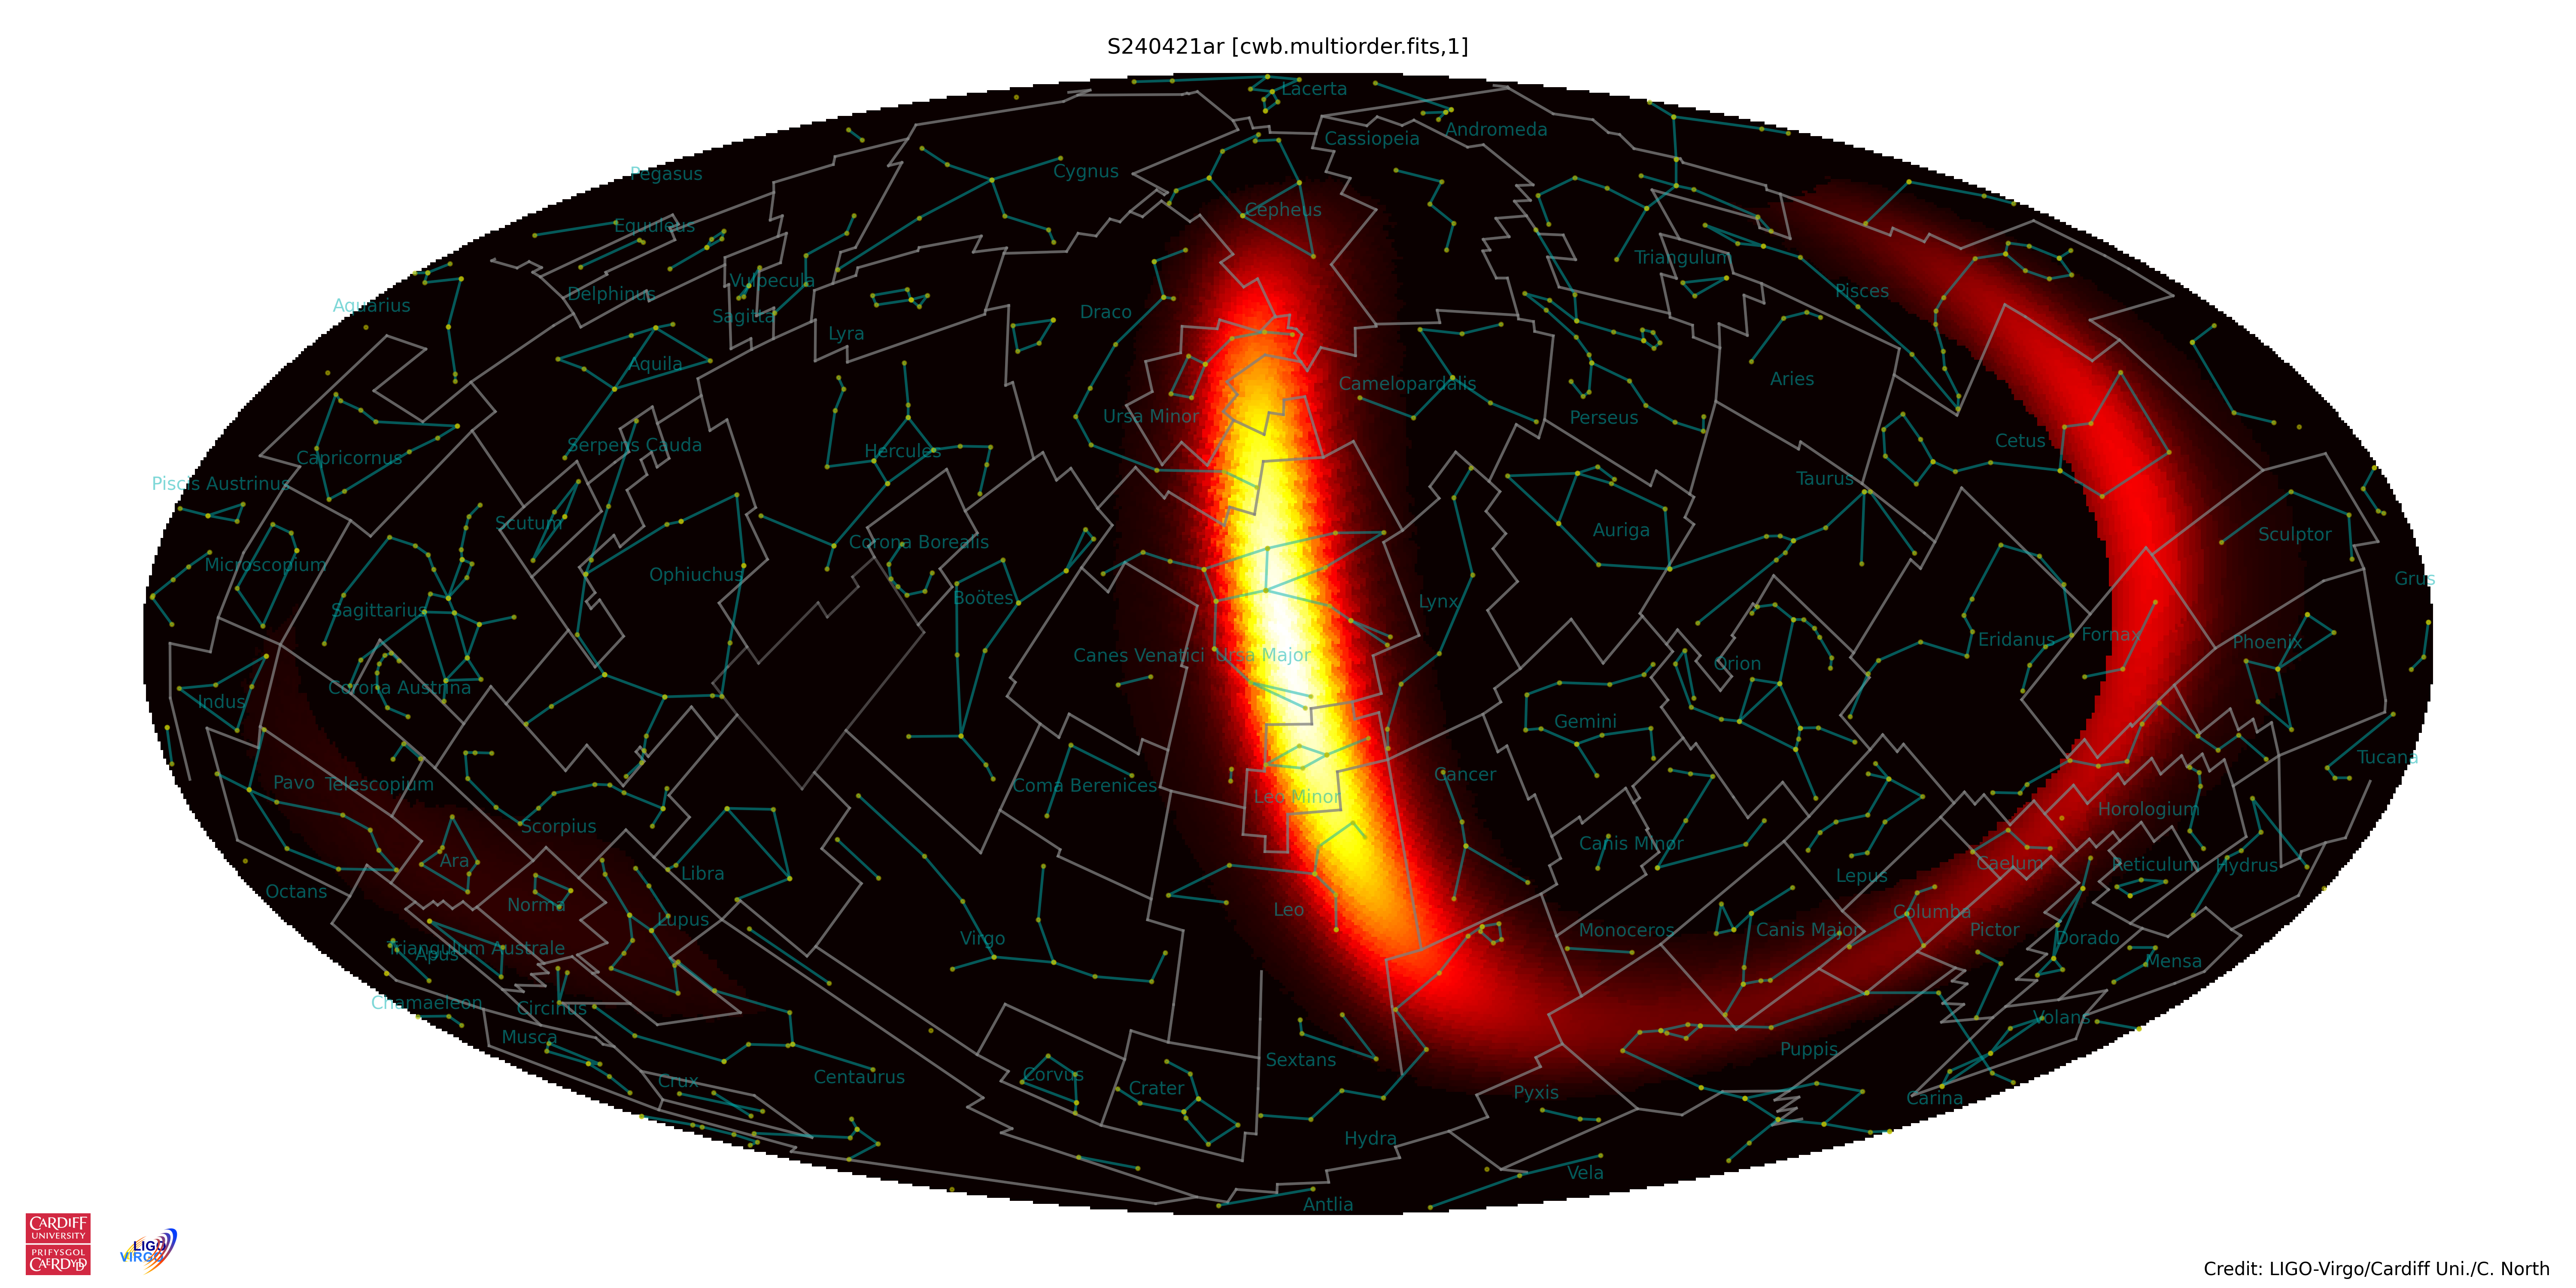 S240421ar [cwb.multiorder.fits,1]
Lacerta
Andromeda
Cassiopeia
Pegasus
Cygnus
Cepheus
Equuleus
Triangulum
Vulpecula
Delphinus
Pisces
Aquarius
Draco
Sagitta
Lyra
Aquila
Aries
Camelopardalis
Ursa Minor
Perseus
Serpens Cauda
Cetus
Hercules
Capricornus
Taurus
Piscis Austrinus
Scutum
Auriga
Sculptor
Corona Borealis
Microscopium
Ophiuchus
Grus
Boötes
Lynx
Sagittarius
Fornax
Eridanus
Phoenix
Canes Venatici
Ursa Major
Orion
Corona Austrina
Indus
Gemini
Tucana
Cancer
Pavo
Telescopium
Coma Berenices
Leo Minor
Horologium
Scorpius
Canis Minor
Ara
Caelum
Reticulum
Hydrus
Libra
Lepus
Octans
Norma
Leo
Columba
Lupus
Monoceros
Canis Major
Pictor
Virgo
Dorado
Triangulum Australe
Apus
Mensa
Chamaeleon
Circinus
Volans
Musca
Puppis
Sextans
Corvus
Centaurus
Crux
Crater
Pyxis
Carina
Hydra
Vela
Antlia
CARDIFF
UNIVERSITY
PRIFYSGOL
CAERDYDD
LIGO
VIRGO
Credit: LIGO-Virgo/Cardiff Uni./C. North